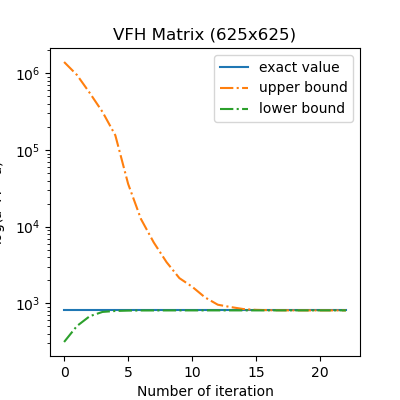 VFH Matrix (625x625)
exact value
upper bound
lower bound
10^6
10^5
10^4
10^3
0 5 10 15 20
Number of iteration